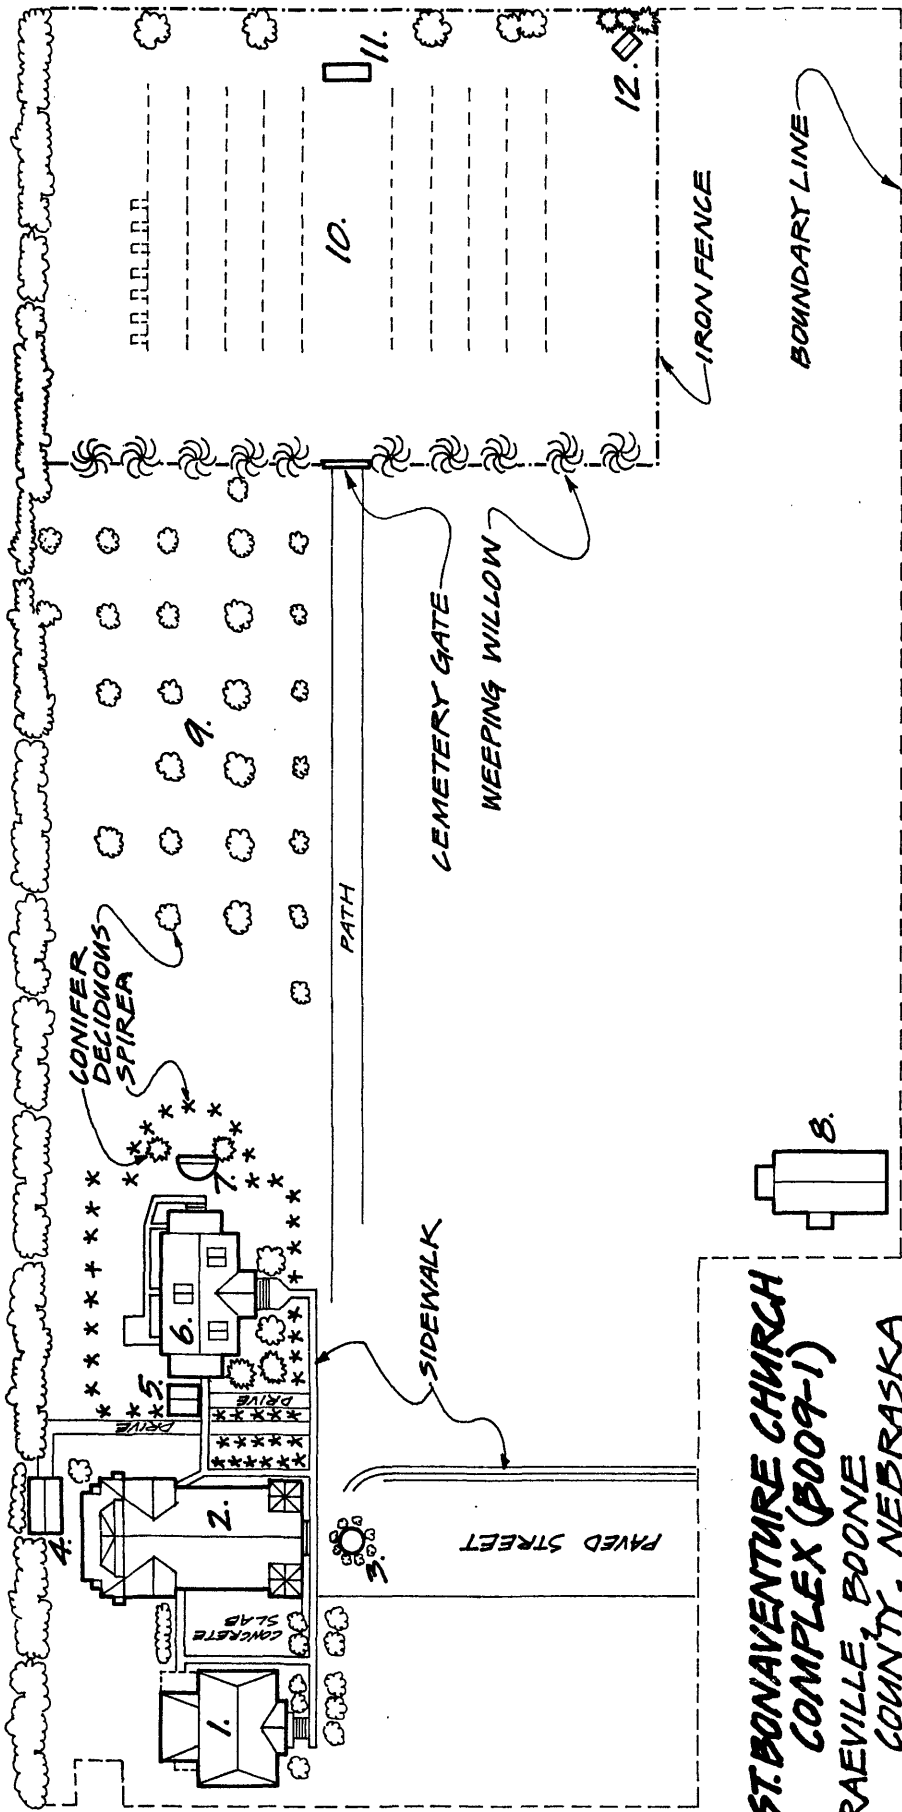 11.
12.
10.
IRON FENCE
BOUNDARY LINE
CEMETERY GATE
WEEPING WILLOW
9.
PATH
CONIFER
DECIDUOUS
SPIREA
7.
8.
6.
5.
DRIVE
DRIVE
SIDEWALK
4.
2.
3.
PAVED STREET
CONCRETE
SLAB
1.
ST. BONAVENTURE CHURCH
COMPLEX (BO09-1)
RAEVILLE, BOONE
COUNTY, NEBRASKA